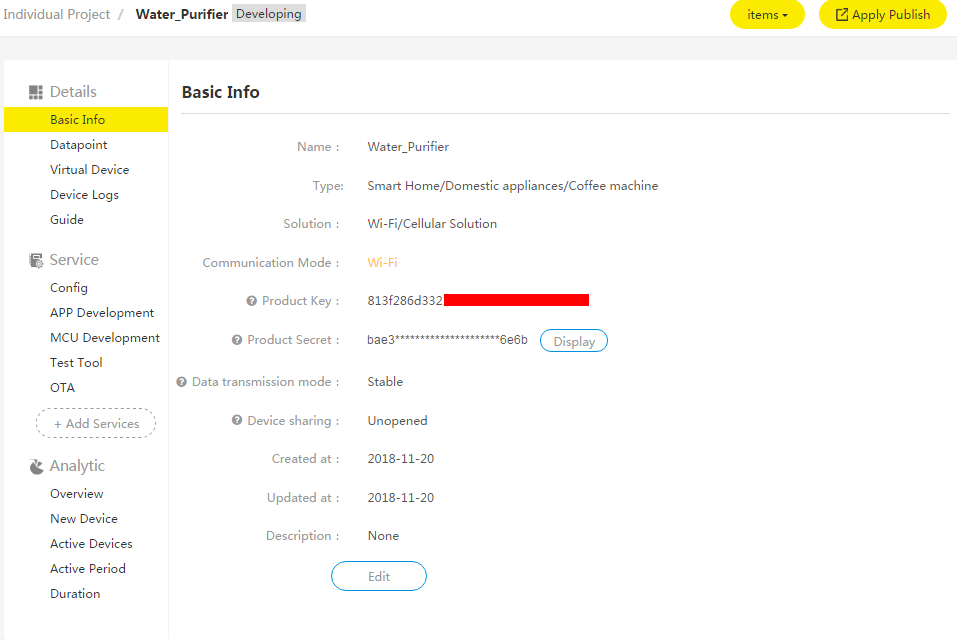 Individual Project / Water_Purifier Developing
items
Apply Publish
Details
Basic Info
Datapoint
Virtual Device
Device Logs
Guide
Service
Config
APP Development
MCU Development
Test Tool
OTA
+ Add Services
Analytic
Overview
New Device
Active Devices
Active Period
Duration
Basic Info
Name : Water_Purifier
Type: Smart Home/Domestic appliances/Coffee machine
Solution : Wi-Fi/Cellular Solution
Communication Mode : Wi-Fi
Product Key : 813f286d332
Product Secret : bae3**********************6e6b Display
Data transmission mode : Stable
Device sharing : Unopened
Created at : 2018-11-20
Updated at : 2018-11-20
Description : None
Edit